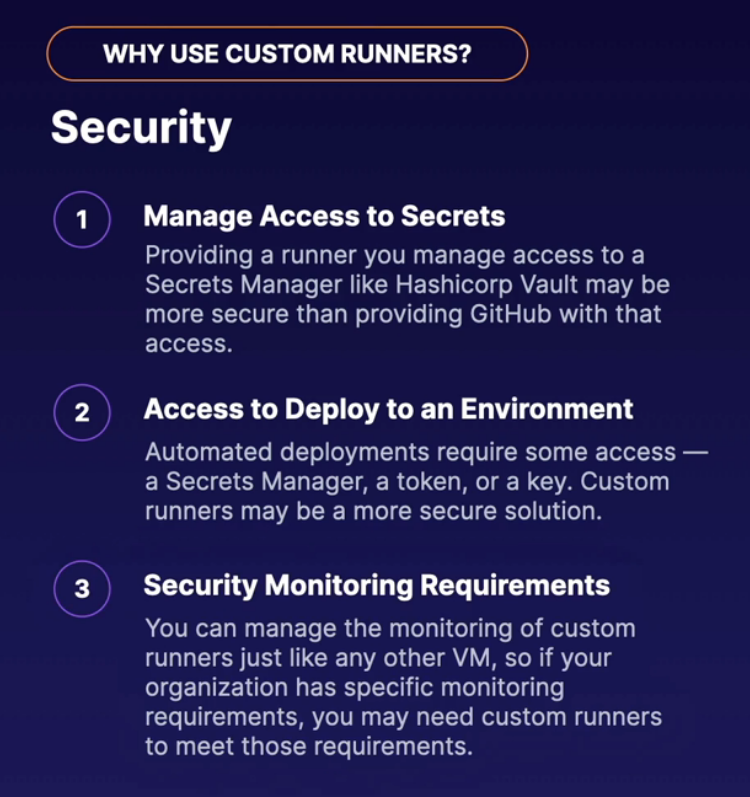 WHY USE CUSTOM RUNNERS?
Security
1
Manage Access to Secrets
Providing a runner you manage access to a
Secrets Manager like Hashicorp Vault may be
more secure than providing GitHub with that
access.
2
Access to Deploy to an Environment
Automated deployments require some access —
a Secrets Manager, a token, or a key. Custom
runners may be a more secure solution.
3
Security Monitoring Requirements
You can manage the monitoring of custom
runners just like any other VM, so if your
organization has specific monitoring
requirements, you may need custom runners
to meet those requirements.